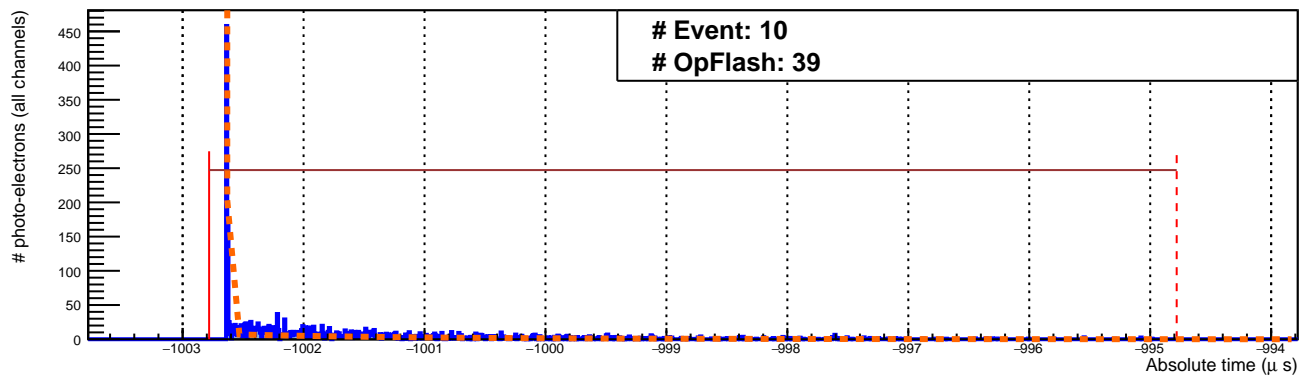 # Event: 10
# OpFlash: 39
# photo-electrons (all channels)
450
400
350
300
250
200
150
100
50
0
−1003 −1002 −1001 −1000 −999 −998 −997 −996 −995 −994
Absolute time (μ s)